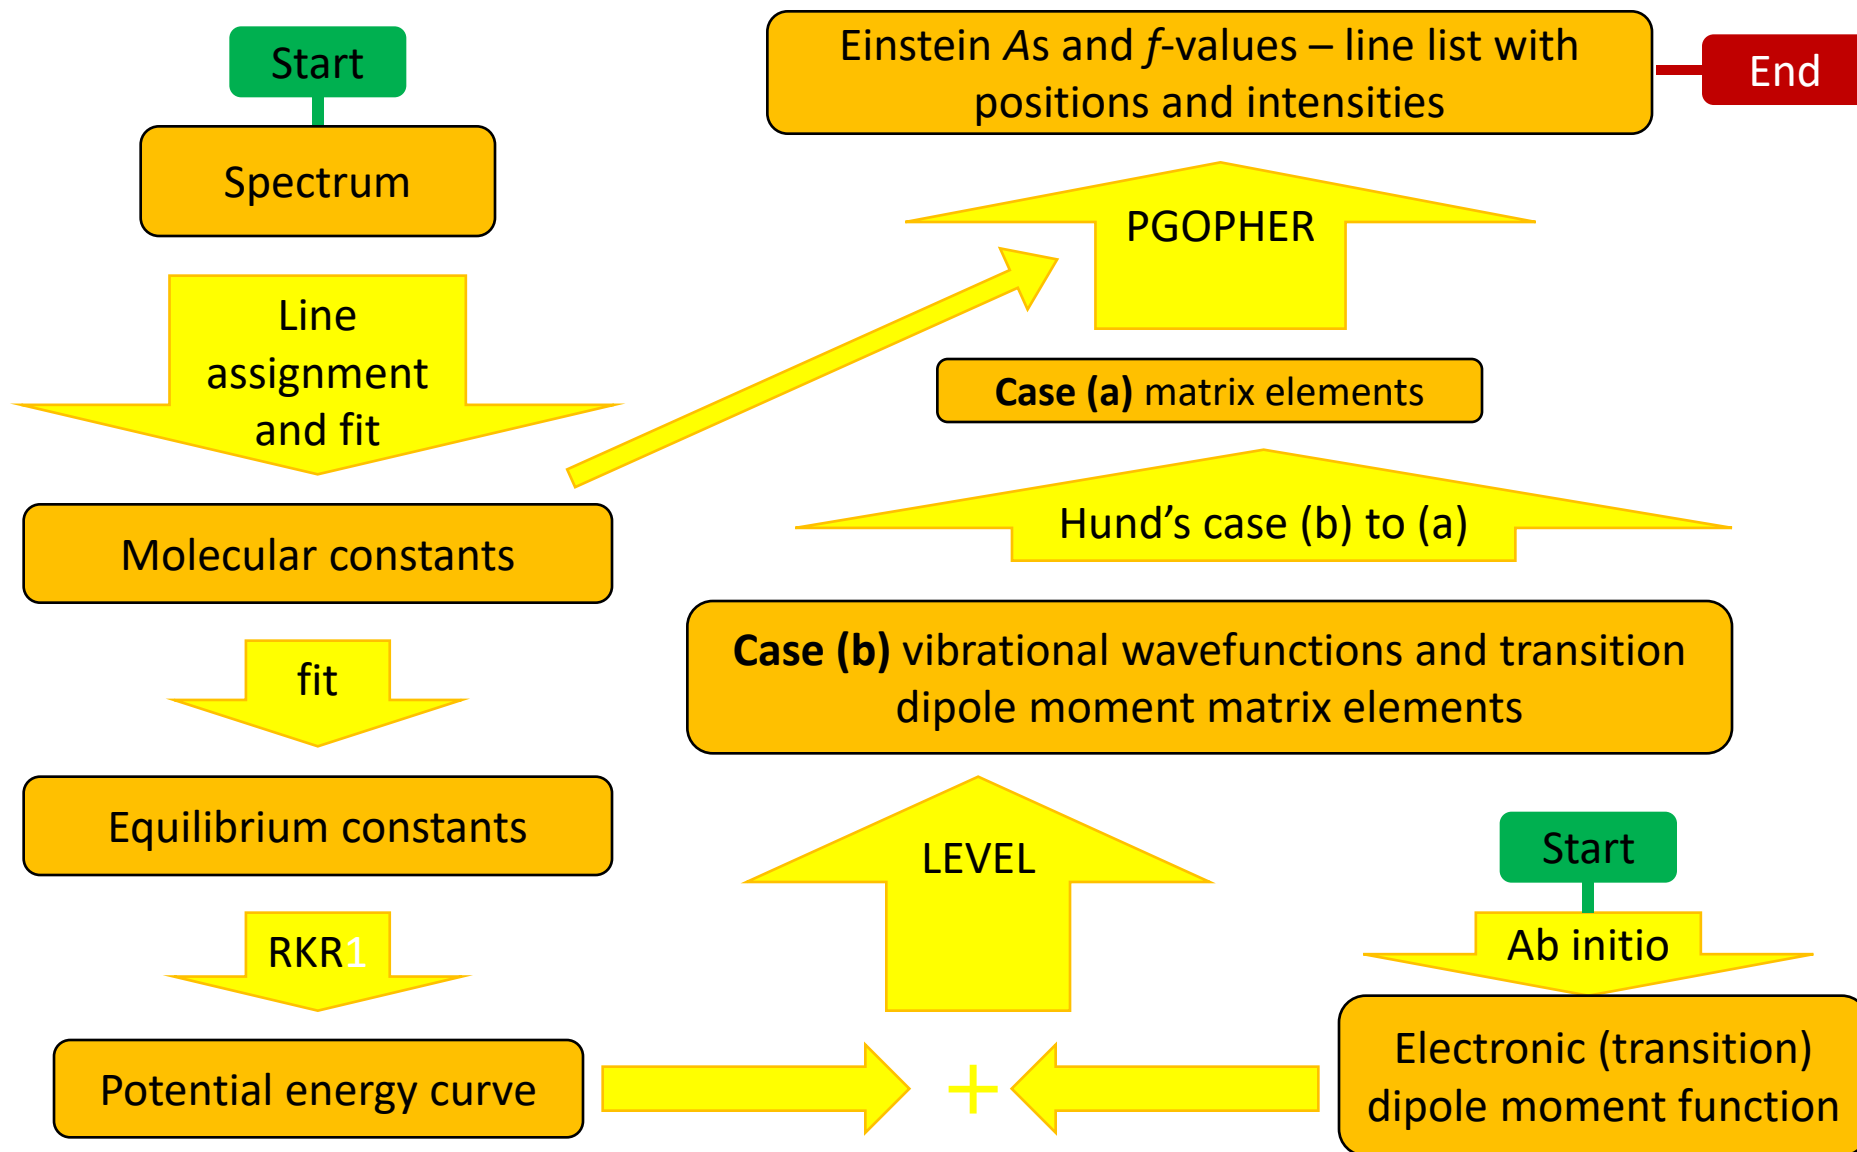 Start
Spectrum
Line
assignment
and fit
Molecular constants
fit
Equilibrium constants
RKR1
Potential energy curve
+
Start
Ab initio
Electronic (transition)
dipole moment function
LEVEL
Case (b) vibrational wavefunctions and transition
dipole moment matrix elements
Hund’s case (b) to (a)
Case (a) matrix elements
PGOPHER
Einstein As and f-values – line list with
positions and intensities
End